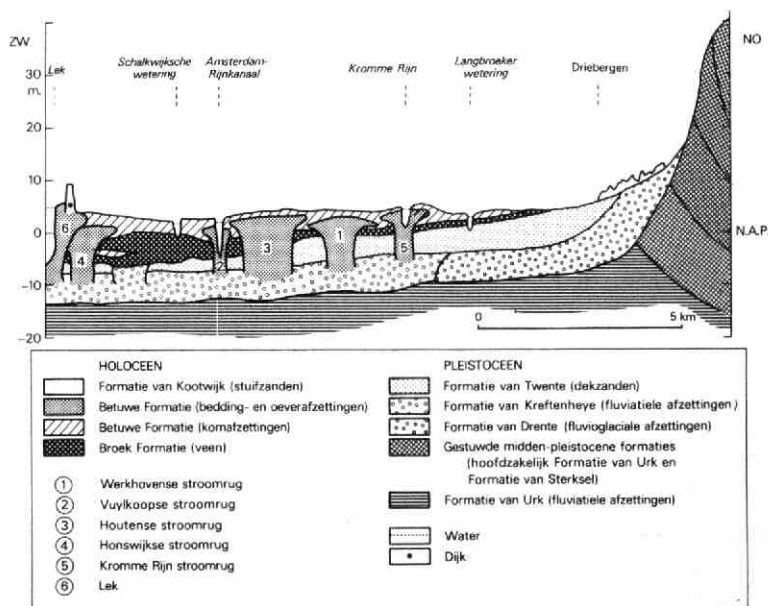 ZW
NO
Lek
Schalkwijksche
wetering
Amsterdam-
Rijnkanaal
Kromme Rijn
Langbroeker
wetering
Driebergen
30
m.
20
10
0
-10
-20
N.A.P.
6
4
2
3
1
5
0
5 km
HOLOCEEN
Formatie van Kootwijk (stuifzanden)
Betuwe Formatie (bedding- en oeverafzettingen)
Betuwe Formatie (komafzettingen)
Broek Formatie (veen)
1 Werkhovense stroomrug
2 Vuylkoopse stroomrug
3 Houtense stroomrug
4 Honswijkse stroomrug
5 Kromme Rijn stroomrug
6 Lek
PLEISTOCEEN
Formatie van Twente (dekzanden)
Formatie van Kreftenheye (fluviatiele afzettingen)
Formatie van Drente (fluvioglaciale afzettingen)
Gestuwde midden-pleistocene formaties
(hoofdzakelijk Formatie van Urk en
Formatie van Sterksel)
Formatie van Urk (fluviatiele afzettingen)
Water
Dijk